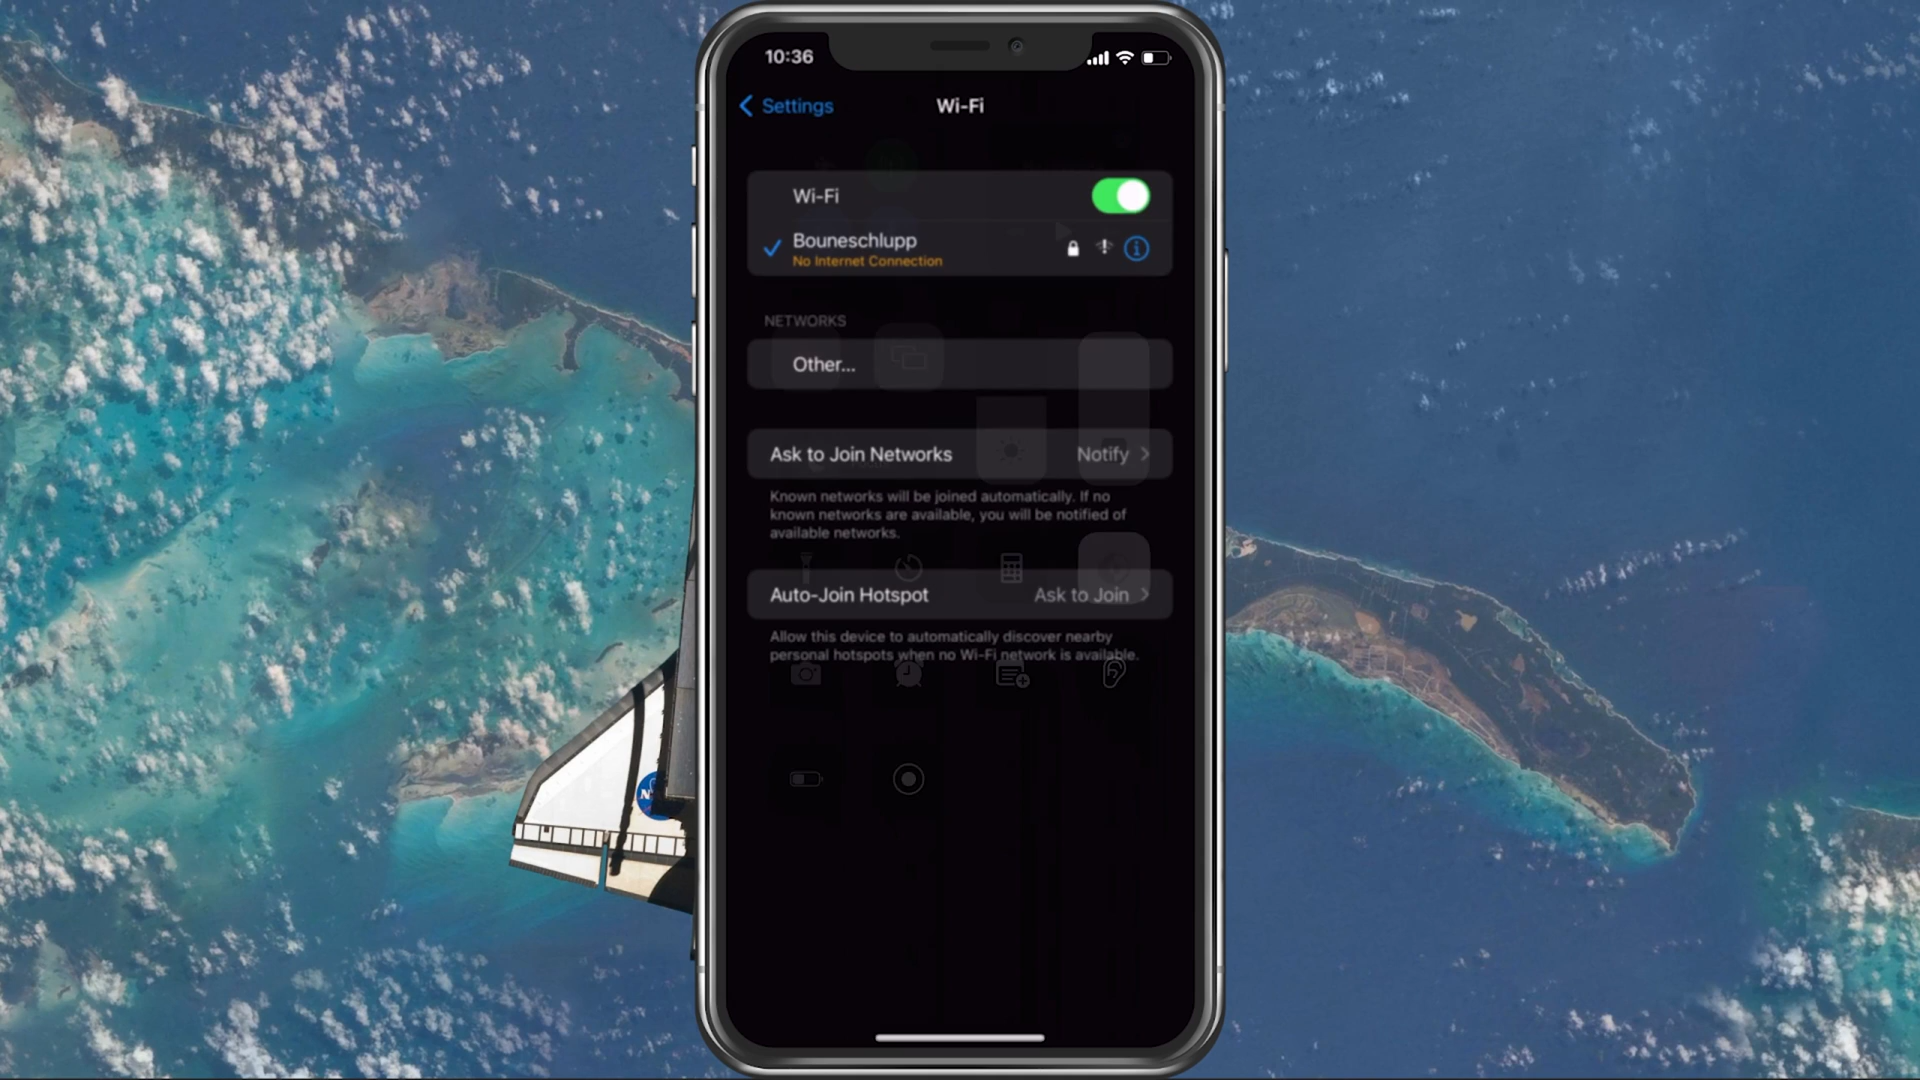 10:36
Settings
Wi-Fi
Wi-Fi
Bouneschlupp
No Internet Connection
NETWORKS
Other...
Ask to Join Networks
Notify
Known networks will be joined automatically. If no
known networks are available, you will be notified of
available networks.
Auto-Join Hotspot
Ask to Join
Allow this device to automatically discover nearby
personal hotspots when no Wi-Fi network is available.